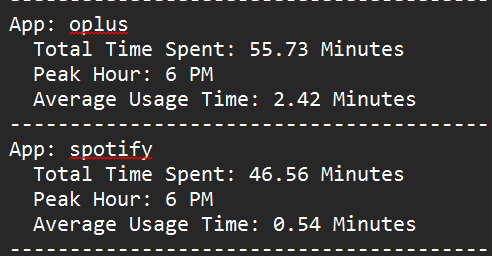 ----------------------------------------
App: oplus
  Total Time Spent: 55.73 Minutes
  Peak Hour: 6 PM
  Average Usage Time: 2.42 Minutes
----------------------------------------
App: spotify
  Total Time Spent: 46.56 Minutes
  Peak Hour: 6 PM
  Average Usage Time: 0.54 Minutes
----------------------------------------